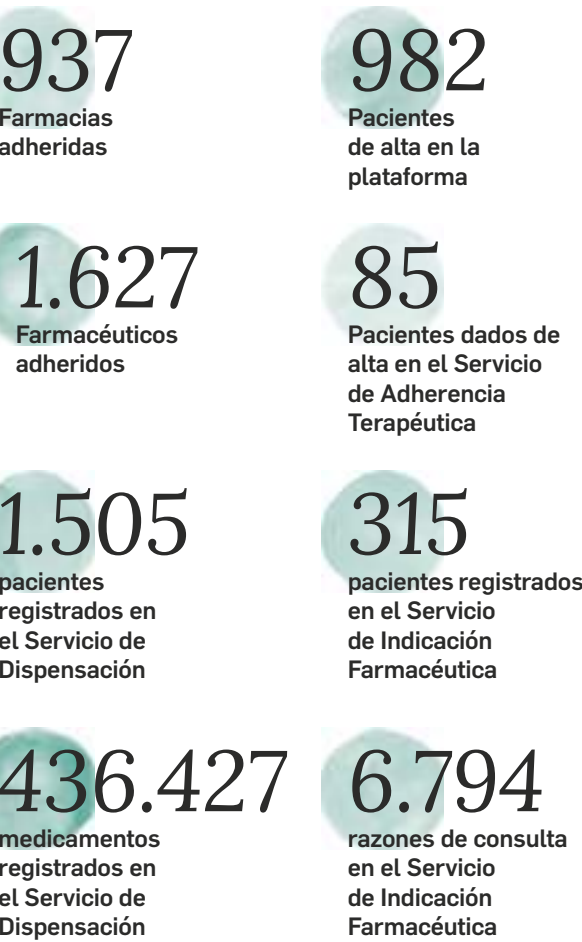 937
Farmacias
adheridas
982
Pacientes
de alta en la
plataforma
1.627
Farmacéuticos
adheridos
85
Pacientes dados de
alta en el Servicio
de Adherencia
Terapéutica
1.505
pacientes
registrados en
el Servicio de
Dispensación
315
pacientes registrados
en el Servicio
de Indicación
Farmacéutica
436.427
medicamentos
registrados en
el Servicio de
Dispensación
6.794
razones de consulta
en el Servicio
de Indicación
Farmacéutica